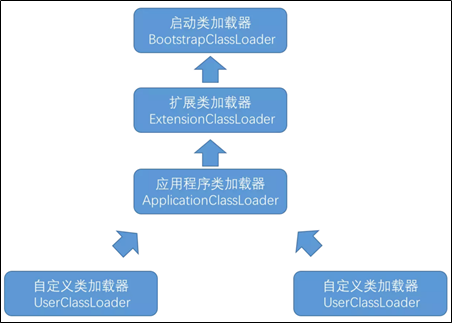 启动类加载器
BootstrapClassLoader
扩展类加载器
ExtensionClassLoader
应用程序类加载器
ApplicationClassLoader
自定义类加载器
UserClassLoader
自定义类加载器
UserClassLoader